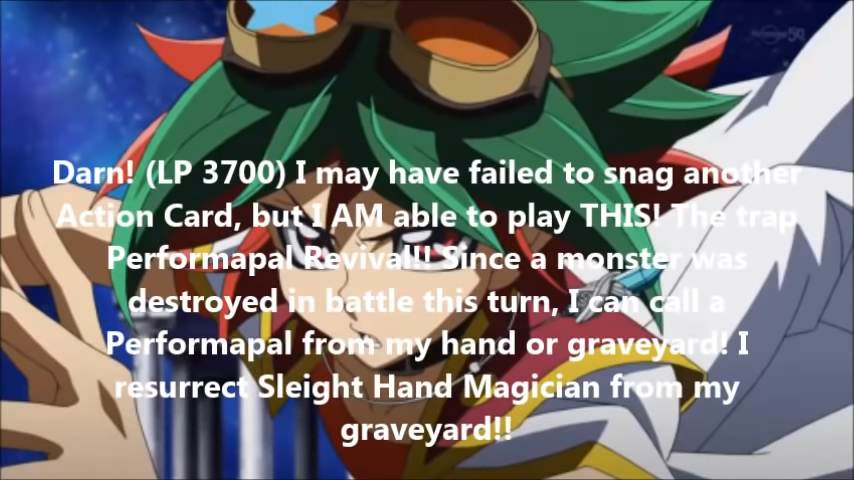 Darn! (LP 3700) I may have failed to snag another
Action Card, but I AM able to play THIS! The trap
Performapal Revival!! Since a monster was
destroyed in battle this turn, I can call a
Performapal from my hand or graveyard! I
resurrect Sleight Hand Magician from my
graveyard!!